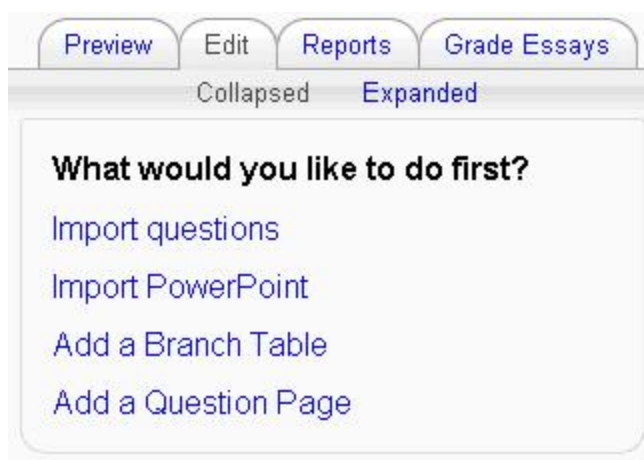 Preview Edit Reports Grade Essays
Collapsed Expanded
What would you like to do first?
Import questions
Import PowerPoint
Add a Branch Table
Add a Question Page